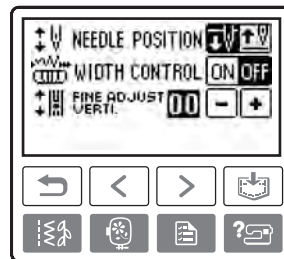 NEEDLE POSITION
WIDTH CONTROL ON OFF
FINE ADJUST VERTI. 00 - +
?